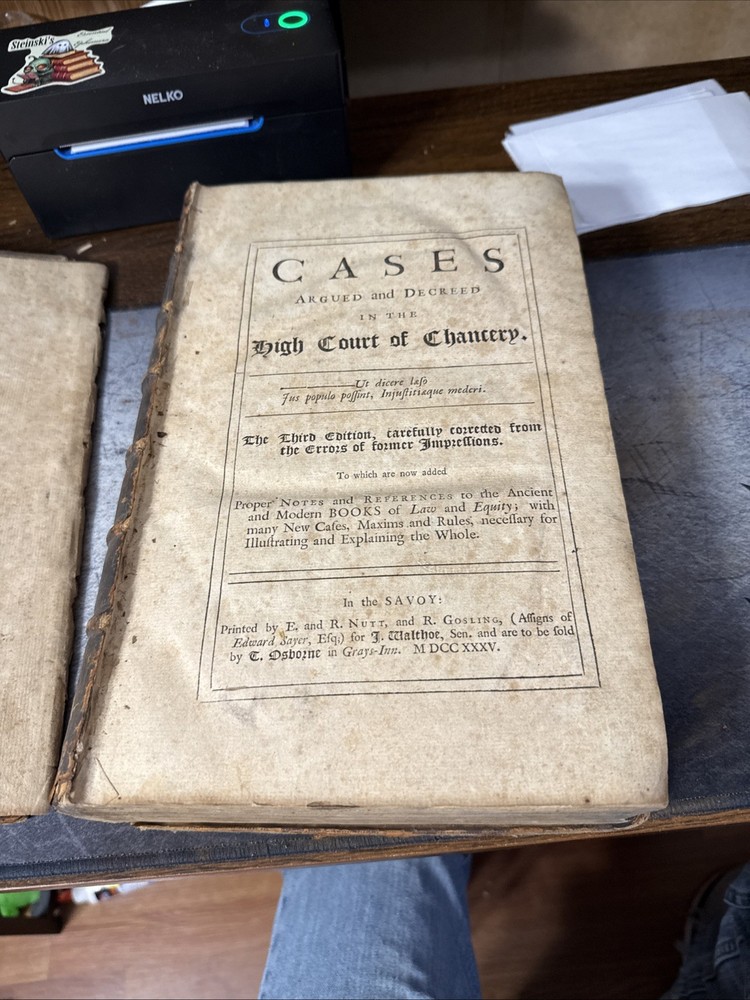 Steinski's
NELKO
CASES
ARGUED and DECREED
IN THE
High Court of Chancery.
Ut dicere læſo
Jus populo poſſint, Injuſtitiæque mederi.
The Third Edition, carefully corrected from
the Errors of former Impreſſions.
To which are now added
Proper NOTES and REFERENCES to the Ancient
and Modern BOOKS of Law and Equity; with
many New Caſes, Maxims and Rules, neceſſary for
Illuſtrating and Explaining the Whole.
In the SAVOY:
Printed by E. and R. NUTT, and R. GOSLING, (Aſſigns of
Edward Sayer, Eſq;) for J. Walthoe, Sen. and are to be ſold
by T. Osborne in Grays-Inn. M DCC XXXV.